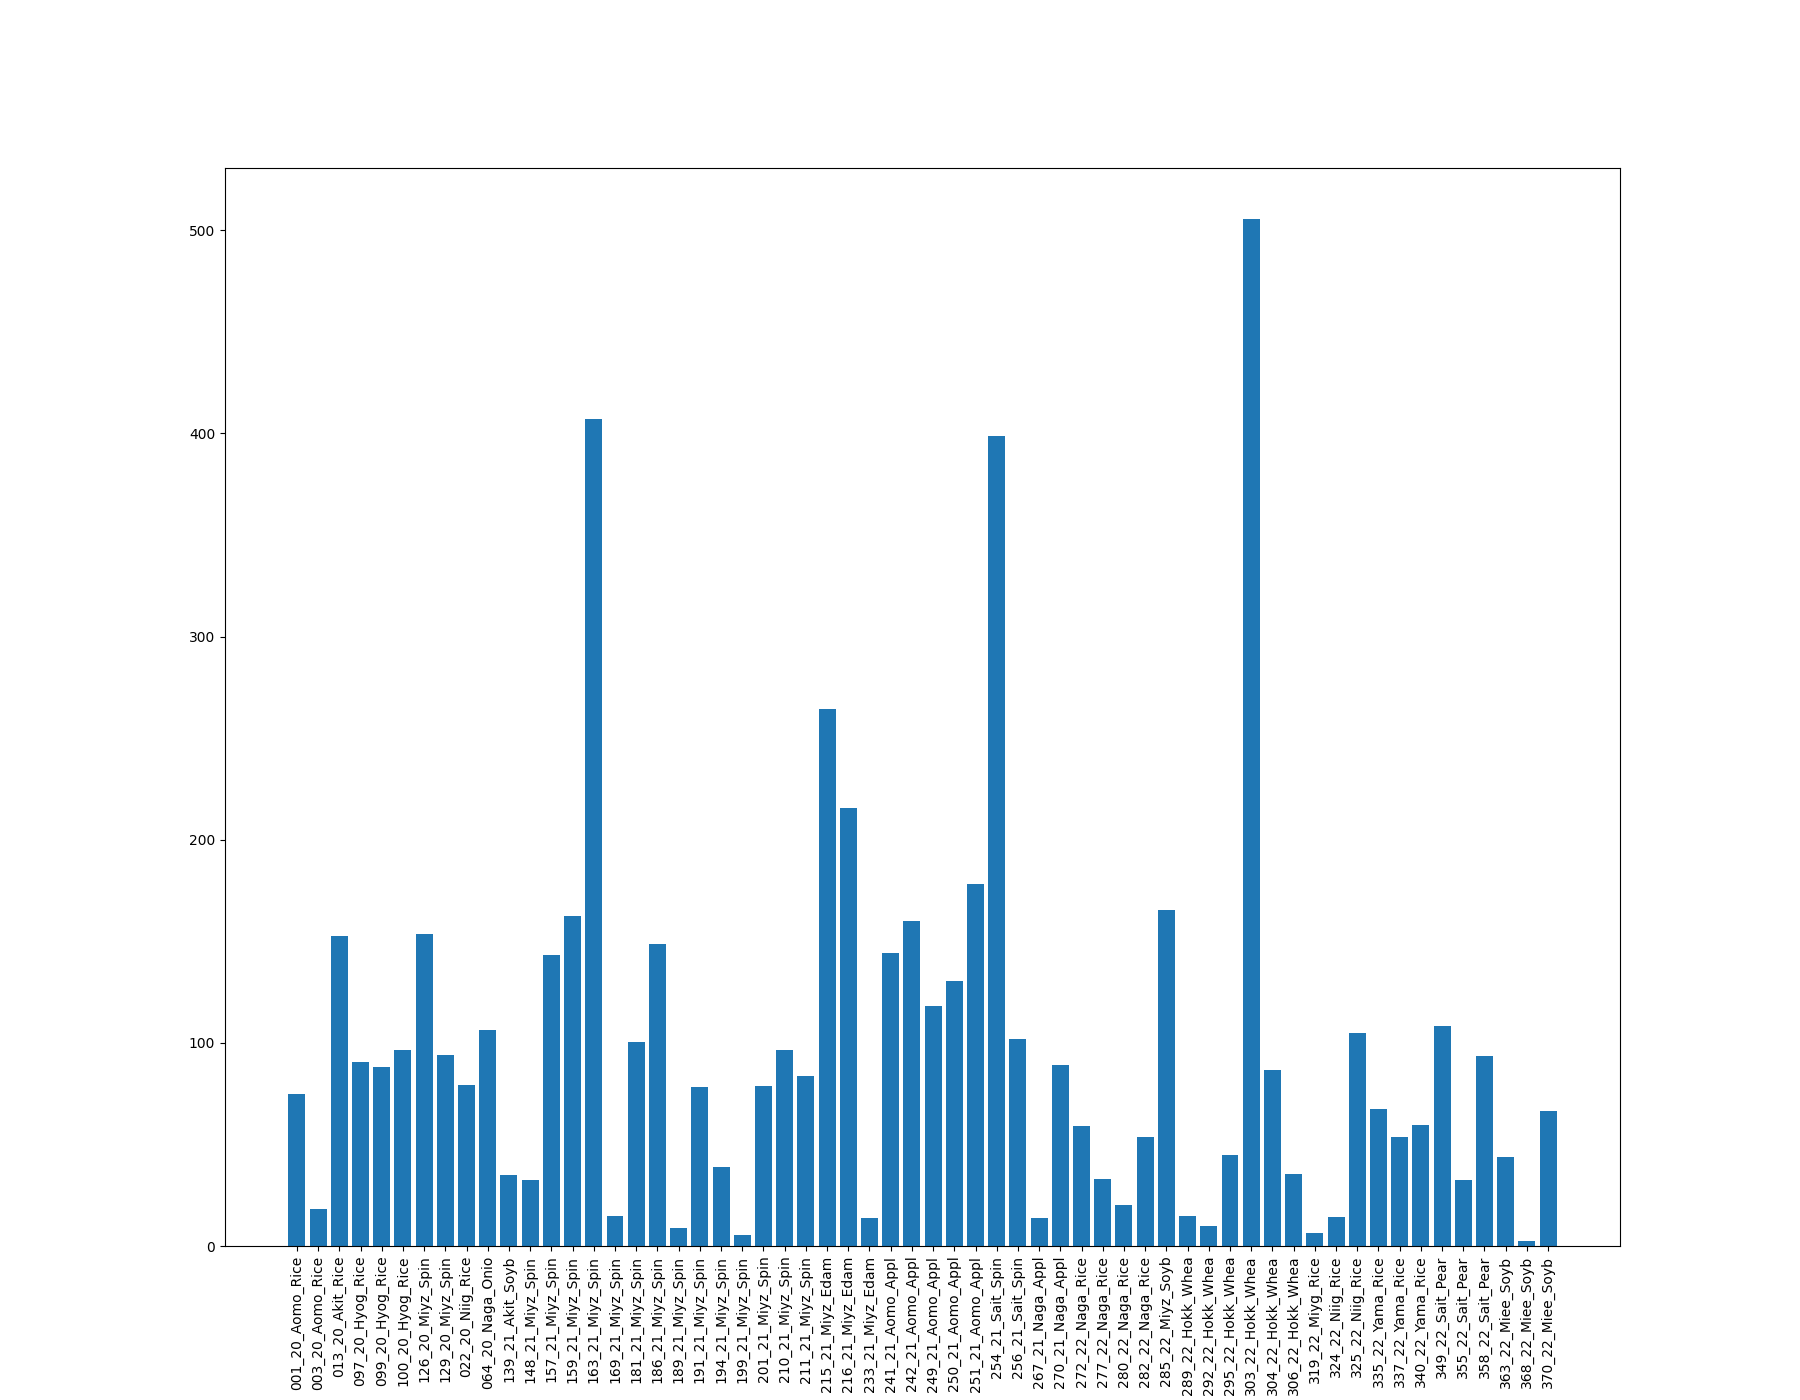 500
400
300
200
100
0
001_20_Aomo_Rice
003_20_Aomo_Rice
013_20_Akit_Rice
097_20_Hyog_Rice
099_20_Hyog_Rice
100_20_Hyog_Rice
126_20_Miyz_Spin
129_20_Miyz_Spin
022_20_Niig_Rice
064_20_Naga_Onio
139_21_Akit_Soyb
148_21_Miyz_Spin
157_21_Miyz_Spin
159_21_Miyz_Spin
163_21_Miyz_Spin
169_21_Miyz_Spin
181_21_Miyz_Spin
186_21_Miyz_Spin
189_21_Miyz_Spin
191_21_Miyz_Spin
194_21_Miyz_Spin
199_21_Miyz_Spin
201_21_Miyz_Spin
210_21_Miyz_Spin
211_21_Miyz_Spin
215_21_Miyz_Edam
216_21_Miyz_Edam
233_21_Miyz_Edam
241_21_Aomo_Appl
242_21_Aomo_Appl
249_21_Aomo_Appl
250_21_Aomo_Appl
251_21_Aomo_Appl
254_21_Sait_Spin
256_21_Sait_Spin
267_21_Naga_Appl
270_21_Naga_Appl
272_22_Naga_Rice
277_22_Naga_Rice
280_22_Naga_Rice
282_22_Naga_Rice
285_22_Miyz_Soyb
289_22_Hokk_Whea
292_22_Hokk_Whea
295_22_Hokk_Whea
303_22_Hokk_Whea
304_22_Hokk_Whea
306_22_Hokk_Whea
319_22_Miyg_Rice
324_22_Niig_Rice
325_22_Niig_Rice
335_22_Yama_Rice
337_22_Yama_Rice
340_22_Yama_Rice
349_22_Sait_Pear
355_22_Sait_Pear
358_22_Sait_Pear
363_22_Miee_Soyb
368_22_Miee_Soyb
370_22_Miee_Soyb